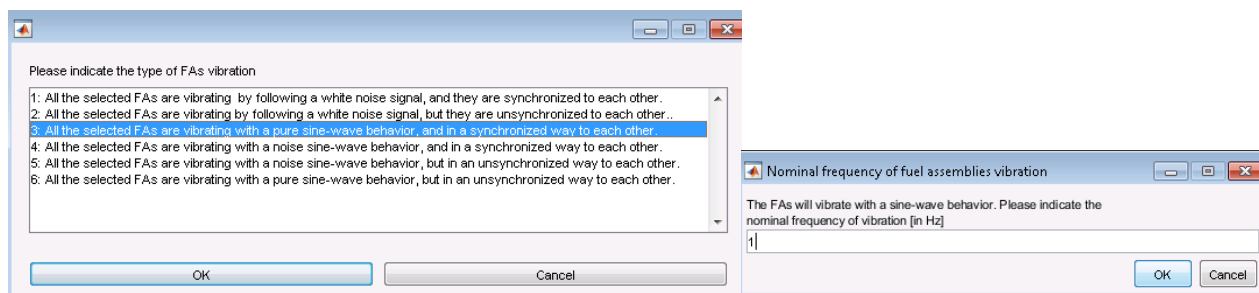 Please indicate the type of FAs vibration
1: All the selected FAs are vibrating  by following a white noise signal, and they are synchronized to each other.
2: All the selected FAs are vibrating by following a white noise signal, but they are unsynchronized to each other..
3: All the selected FAs are vibrating with a pure sine-wave behavior, and in a synchronized way to each other.
4: All the selected FAs are vibrating with a noise sine-wave behavior, and in a synchronized way to each other.
5: All the selected FAs are vibrating with a noise sine-wave behavior, but in an unsynchronized way to each other.
6: All the selected FAs are vibrating with a pure sine-wave behavior, but in an unsynchronized way to each other.
OK
Cancel
Nominal frequency of fuel assemblies vibration
The FAs will vibrate with a sine-wave behavior. Please indicate the
nominal frequency of vibration [in Hz]
1
OK
Cancel